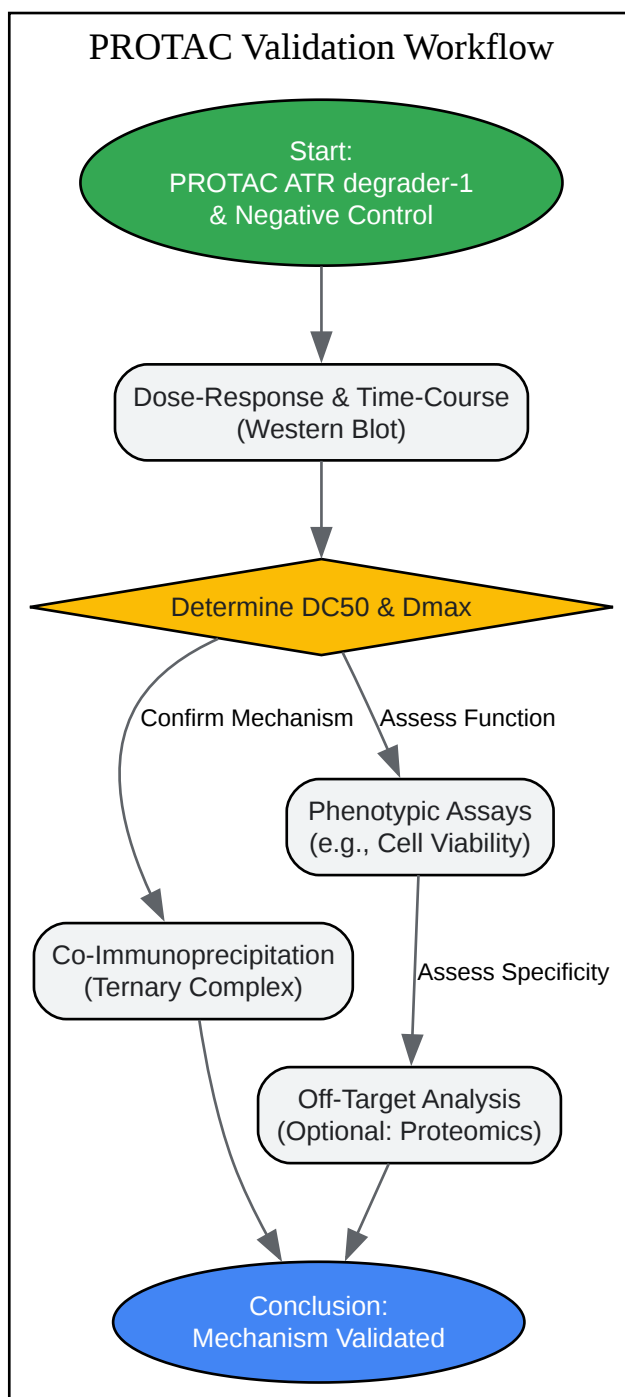 PROTAC Validation Workflow
Start:
PROTAC ATR degrader-1
& Negative Control
Dose-Response & Time-Course
(Western Blot)
Determine DC50 & Dmax
Confirm Mechanism
Assess Function
Phenotypic Assays
(e.g., Cell Viability)
Co-Immunoprecipitation
(Ternary Complex)
Assess Specificity
Off-Target Analysis
(Optional: Proteomics)
Conclusion:
Mechanism Validated